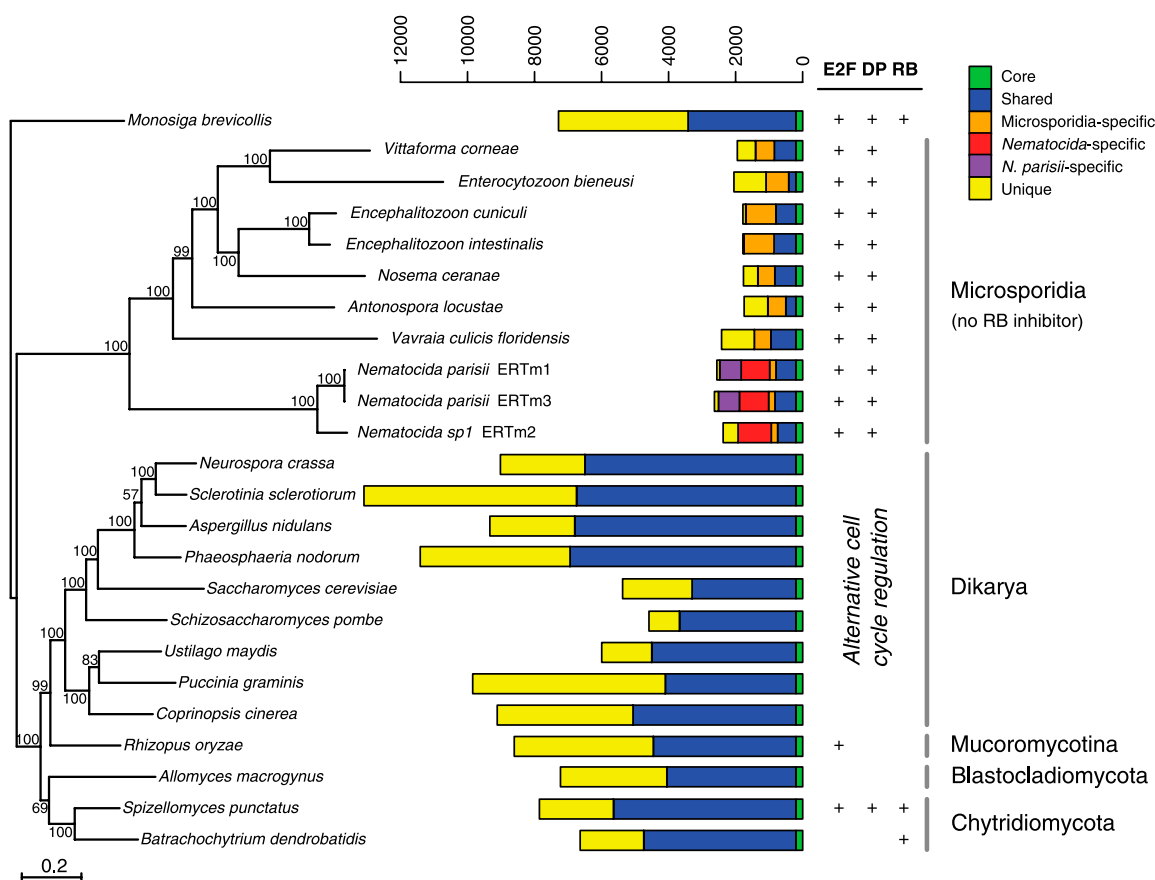 12000 10000 8000 6000 4000 2000 0
E2F DP RB
Core
Shared
Microsporidia-specific
Nematocida-specific
N. parisii-specific
Unique
Monosiga brevicollis + + +
100 Vittaforma corneae + +
Enterocytozoon bieneusi + +
100 100 Encephalitozoon cuniculi + +
Encephalitozoon intestinalis + +
99 100 Nosema ceranae + +
100 Antonospora locustae + +
100 Vavraia culicis floridensis + +
100 Nematocida parisii ERTm1 + +
100 Nematocida parisii ERTm3 + +
Nematocida sp1 ERTm2 + +
Microsporidia
(no RB inhibitor)
100 Neurospora crassa
57 Sclerotinia sclerotiorum
100 Aspergillus nidulans
100 Phaeosphaeria nodorum
100 Saccharomyces cerevisiae
Schizosaccharomyces pombe
100 83 Ustilago maydis
99 100 Puccinia graminis
Coprinopsis cinerea
Alternative cell
cycle regulation
Dikarya
100 Rhizopus oryzae + Mucoromycotina
Allomyces macrogynus Blastocladiomycota
69 Spizellomyces punctatus + + +
100 Batrachochytrium dendrobatidis +
Chytridiomycota
0.2